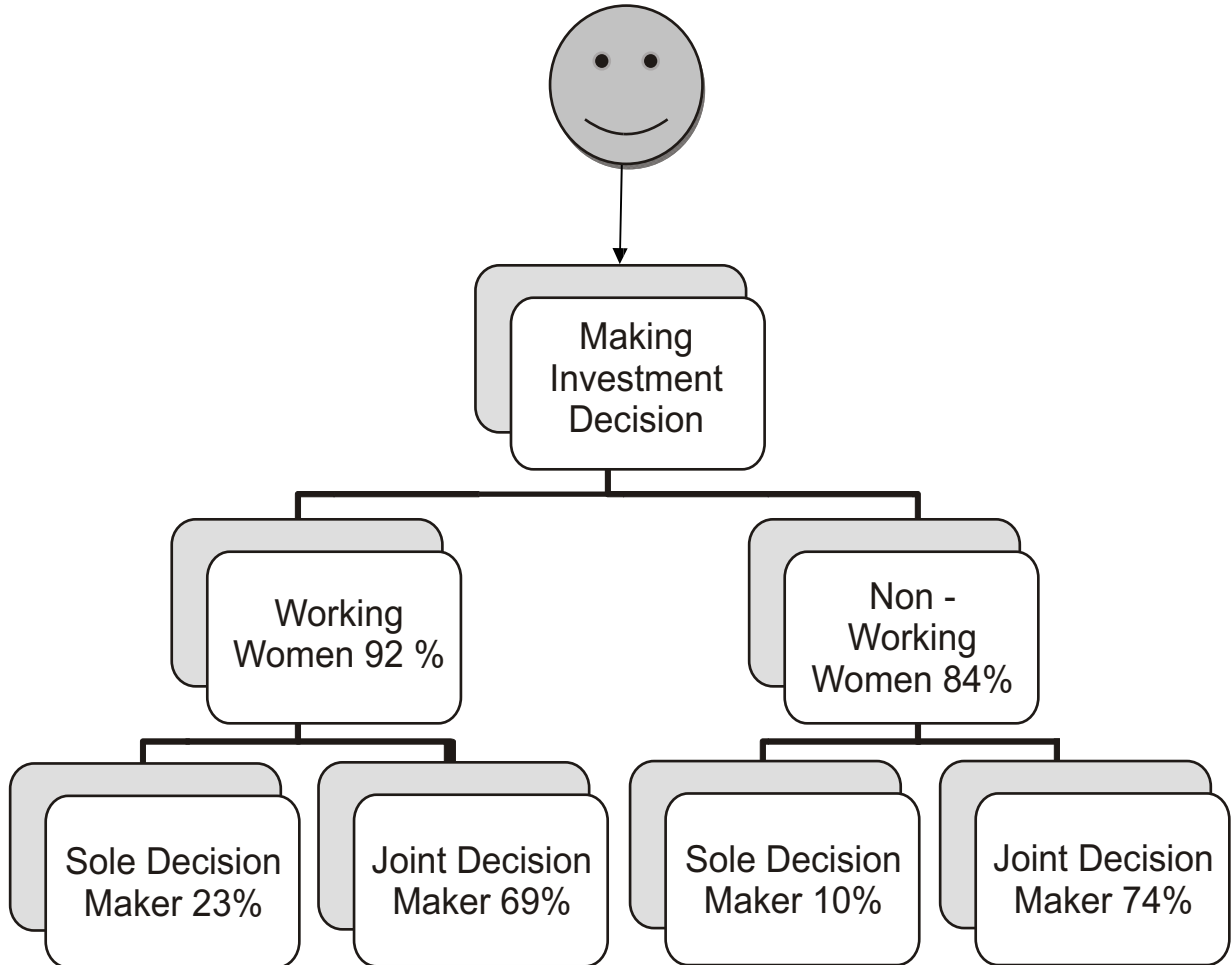 Making
Investment
Decision
Working
Women 92 %
Non -
Working
Women 84%
Sole Decision
Maker 23%
Joint Decision
Maker 69%
Sole Decision
Maker 10%
Joint Decision
Maker 74%